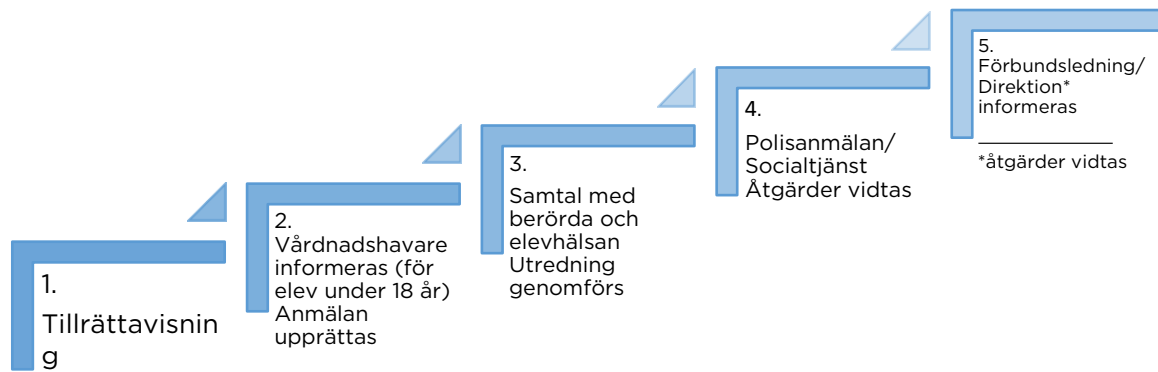 1.
Tillrättavisnin
g
2.
Vårdnadshavare
informeras (för
elev under 18 år)
Anmälan
upprättas
3.
Samtal med
berörda och
elevhälsan
Utredning
genomförs
4.
Polisanmälan/
Socialtjänst
Åtgärder vidtas
5.
Förbundsledning/
Direktion*
informeras
*åtgärder vidtas